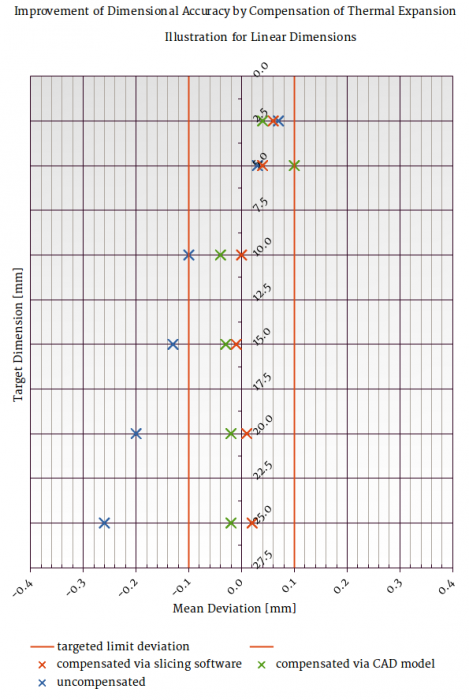 Improvement of Dimensional Accuracy by Compensation of Thermal Expansion
Illustration for Linear Dimensions
0.0
2.5
5.0
7.5
10.0
12.5
15.0
17.5
20.0
22.5
25.0
27.5
Target Dimension [mm]
−0.4 −0.3 −0.2 −0.1 0.0 0.1 0.2 0.3 0.4
Mean Deviation [mm]
targeted limit deviation
compensated via slicing software compensated via CAD model
uncompensated